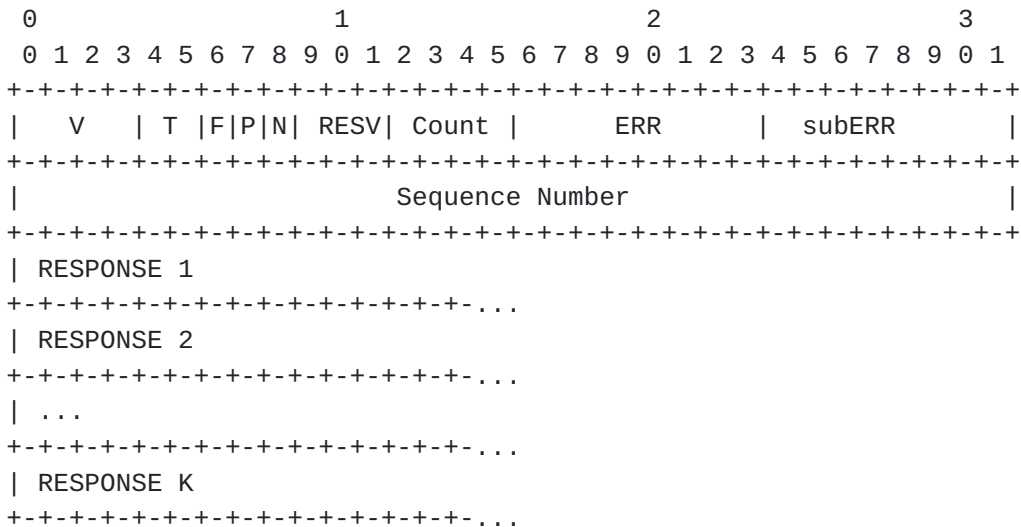 0                   1                   2                   3
 0 1 2 3 4 5 6 7 8 9 0 1 2 3 4 5 6 7 8 9 0 1 2 3 4 5 6 7 8 9 0 1
+-+-+-+-+-+-+-+-+-+-+-+-+-+-+-+-+-+-+-+-+-+-+-+-+-+-+-+-+-+-+-+-+
|   V   | T |F|P|N| RESV| Count |      ERR      |  subERR       |
+-+-+-+-+-+-+-+-+-+-+-+-+-+-+-+-+-+-+-+-+-+-+-+-+-+-+-+-+-+-+-+-+
|                        Sequence Number                        |
+-+-+-+-+-+-+-+-+-+-+-+-+-+-+-+-+-+-+-+-+-+-+-+-+-+-+-+-+-+-+-+-+
| RESPONSE 1
+-+-+-+-+-+-+-+-+-+-+-+-+-+-+-...
| RESPONSE 2
+-+-+-+-+-+-+-+-+-+-+-+-+-+-+-...
| ...
+-+-+-+-+-+-+-+-+-+-+-+-+-+-+-...
| RESPONSE K
+-+-+-+-+-+-+-+-+-+-+-+-+-+-+-...